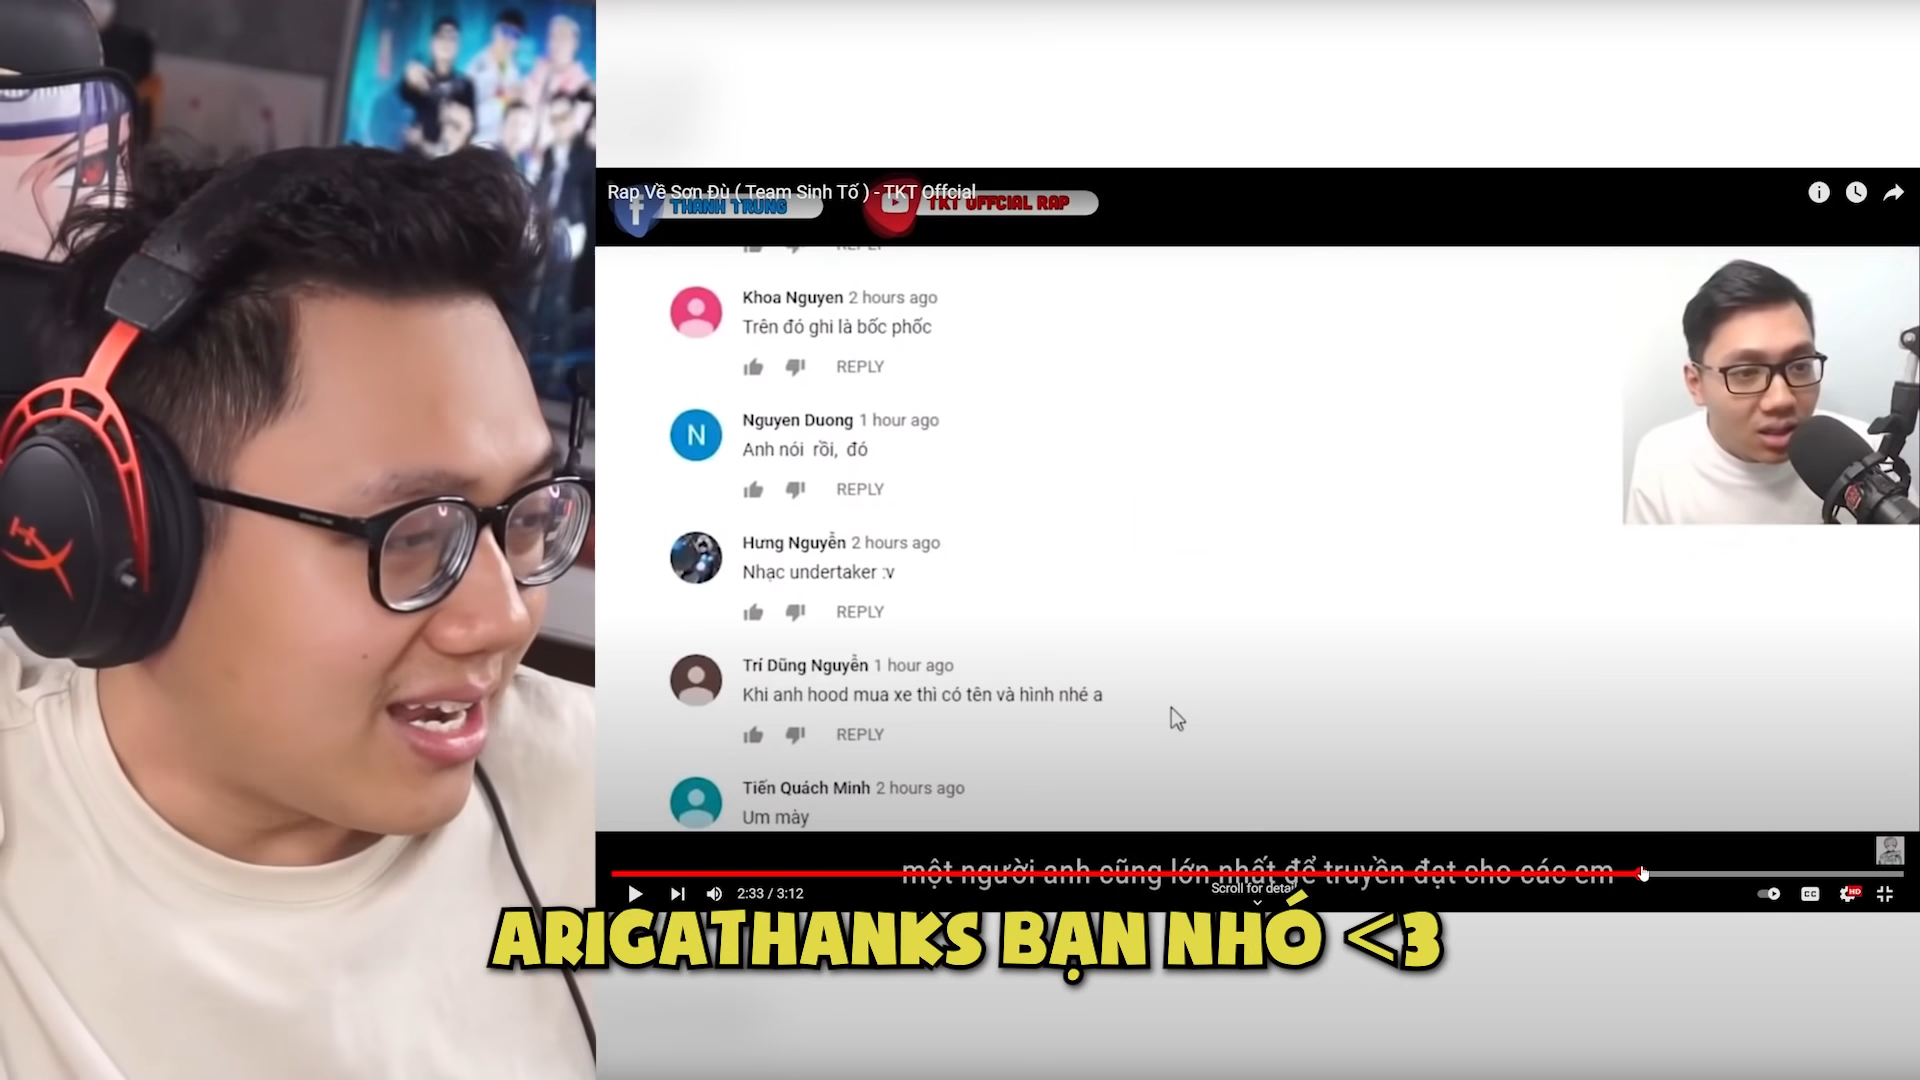 Rap Về Sơn Đù ( Team Sinh Tố ) - TKT Offcial
THÀNH TRUNG
TKT OFFCIAL RAP
REPLY
Khoa Nguyen 2 hours ago
Trên đó ghi là bốc phốc
REPLY
N
Nguyen Duong 1 hour ago
Anh nói rồi, đó
REPLY
Hưng Nguyễn 2 hours ago
Nhạc undertaker :v
REPLY
Trí Dũng Nguyễn 1 hour ago
Khi anh hood mua xe thì có tên và hình nhé a
REPLY
Tiến Quách Minh 2 hours ago
Um mày
một người anh cũng lớn nhất để truyền đạt cho các em
Scroll for details
2:33 / 3:12
CC
HD
ARIGATHANKS BẠN NHÓ <3